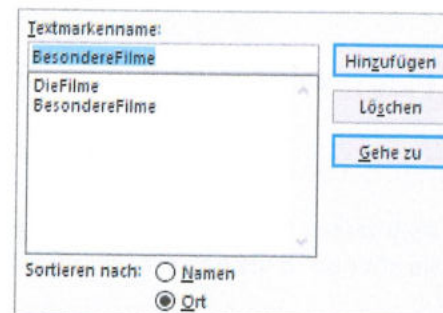 Textmarkenname:
BesondereFilme
Hinzufügen
DieFilme
BesondereFilme
Löschen
Gehe zu
Sortieren nach:
Namen
Ort